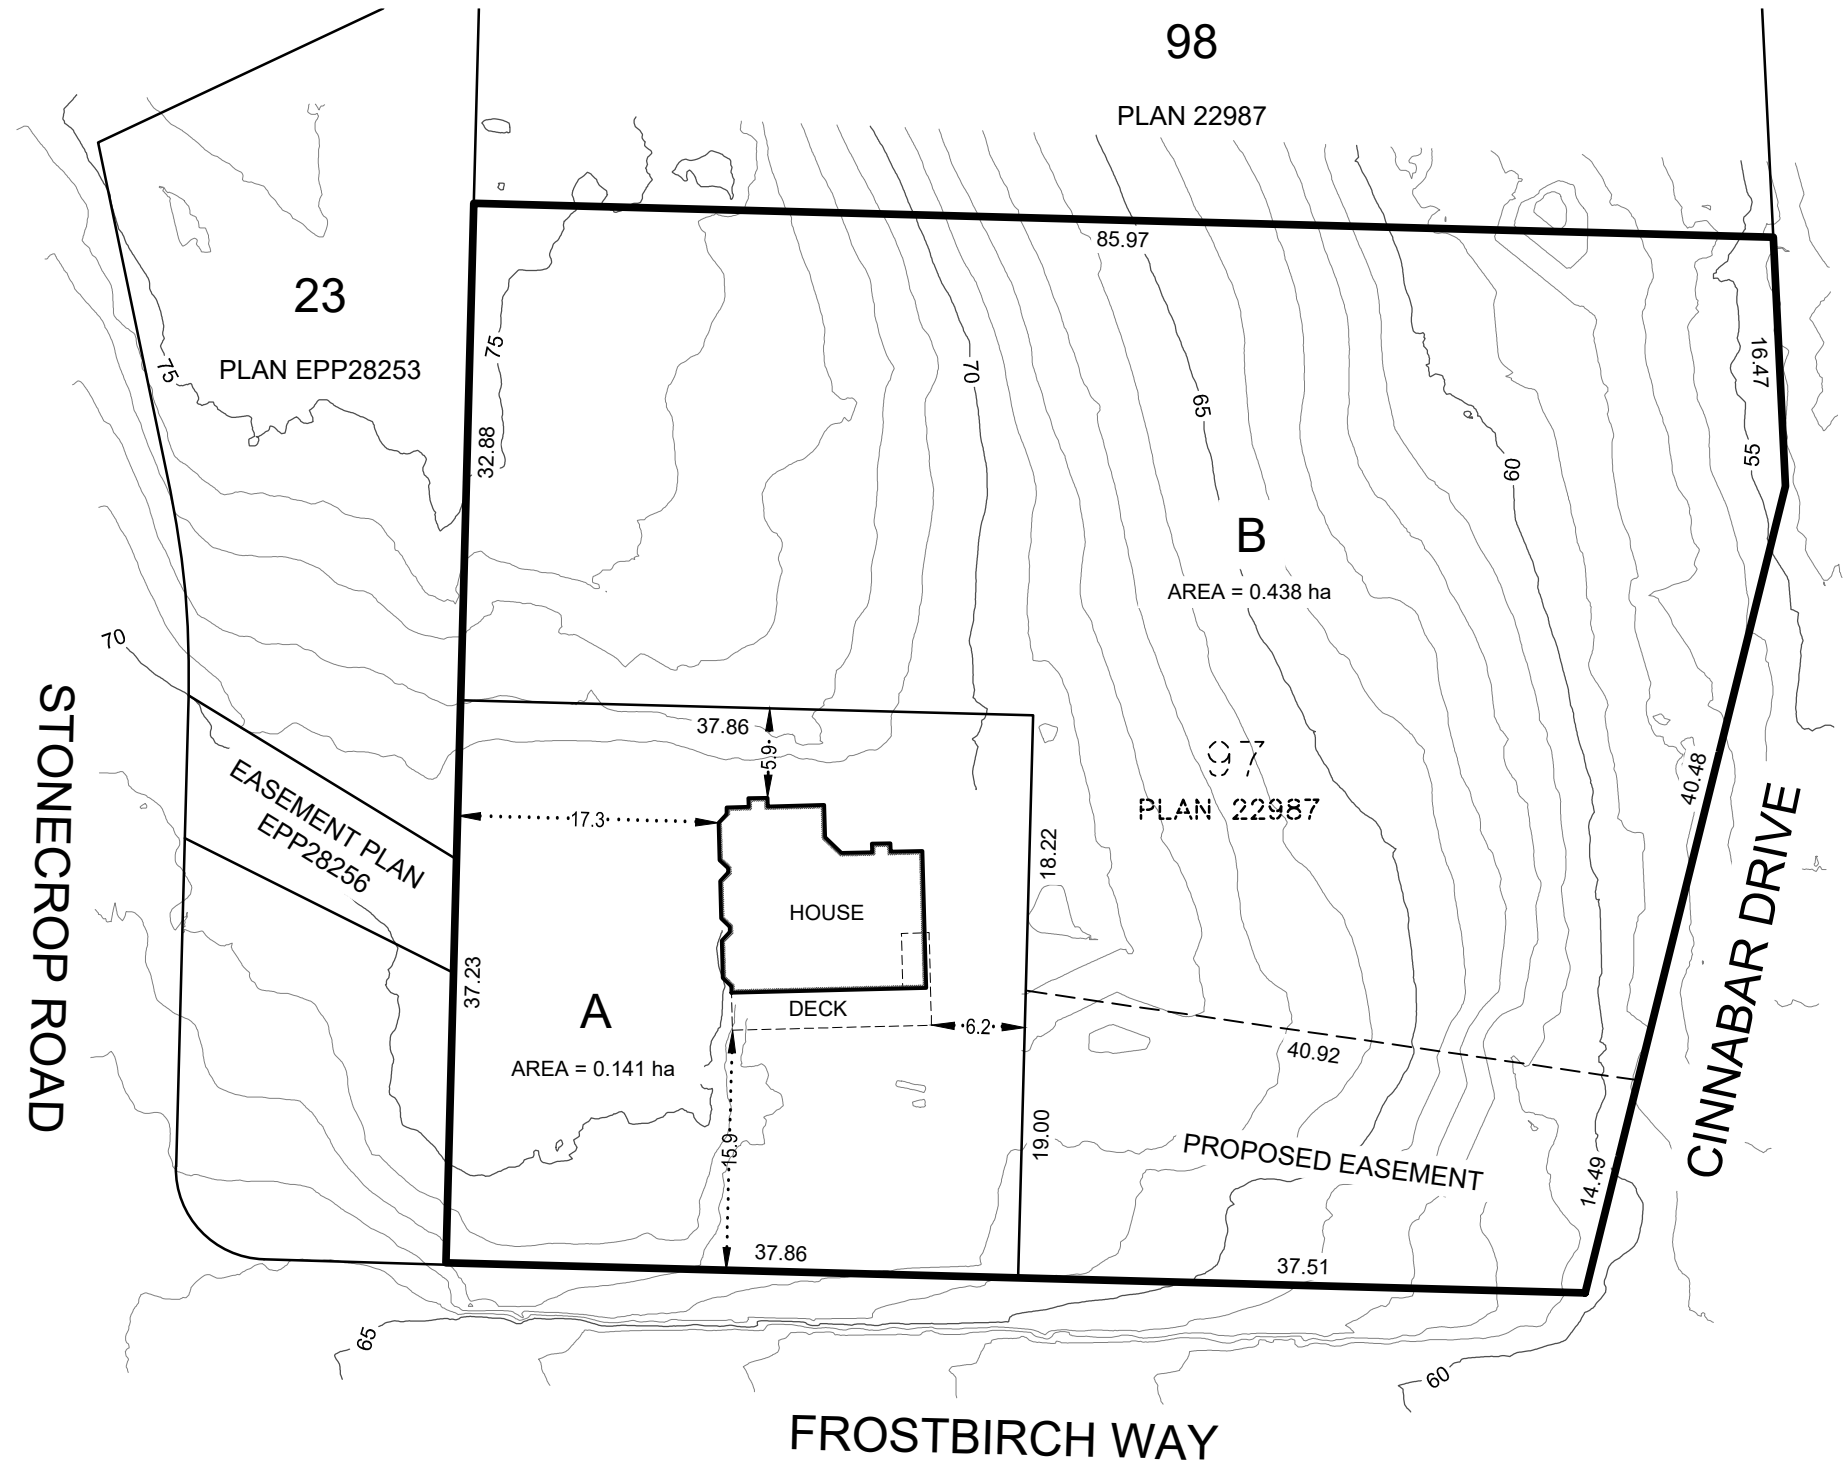 98
PLAN 22987
85.97
23
PLAN EPP28253
75
75
70
65
60
55
16.47
32.88
B
AREA = 0.438 ha
70
37.86
5.9
97
PLAN 22987
40.48
EASEMENT PLAN
EPP28256
17.3
18.22
HOUSE
STONECROP ROAD
CINNABAR DRIVE
37.23
A
DECK
6.2
40.92
AREA = 0.141 ha
15.9
19.00
PROPOSED EASEMENT
14.49
37.86
37.51
65
60
FROSTBIRCH WAY